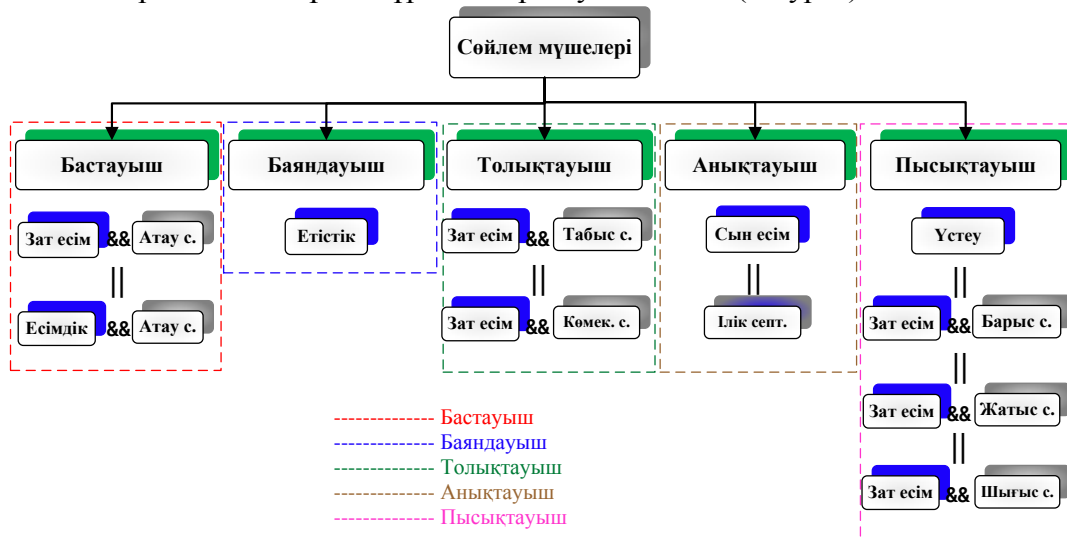 Сөйлем мүшелері
Бастауыш
Баяндауыш
Толықтауыш
Анықтауыш
Пысықтауыш
Зат есім && Атау с.
||
Есімдік && Атау с.
Етістік
Зат есім && Табыс с.
||
Зат есім && Көмек. с.
Сын есім
||
Ілік септ.
Үстеу
||
Зат есім && Барыс с.
||
Зат есім && Жатыс с.
||
Зат есім && Шығыс с.
------------- Бастауыш
------------- Баяндауыш
------------- Толықтауыш
------------- Анықтауыш
------------- Пысықтауыш